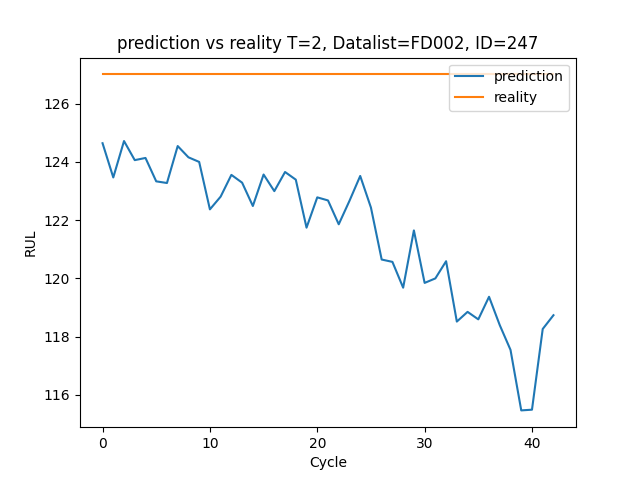 prediction vs reality T=2, Datalist=FD002, ID=247
prediction
reality
RUL
126
124
122
120
118
116
0 10 20 30 40
Cycle